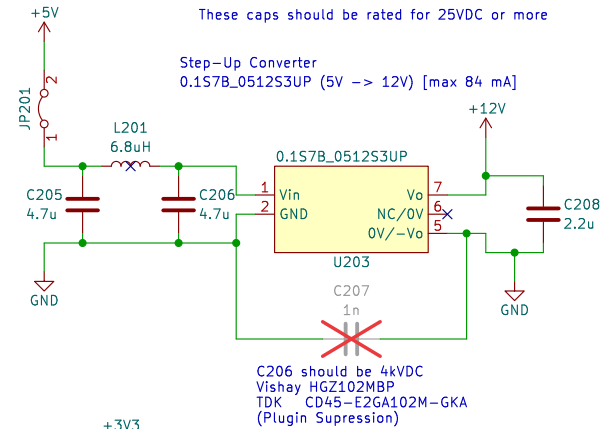 +5V
These caps should be rated for 25VDC or more
Step-Up Converter
0.1S7B_0512S3UP (5V -> 12V) [max 84 mA]
JP201
2
1
+12V
L201
6.8uH
0.1S7B_0512S3UP
C205
4.7u
C206
4.7u
1
Vin
2
GND
Vo
7
NC/0V
6
0V/-Vo
5
U203
C208
2.2u
GND
GND
C207
1n
C206 should be 4kVDC
Vishay HGZ102MBP
TDK CD45-E2GA102M-GKA
(Plugin Supression)
+3V3